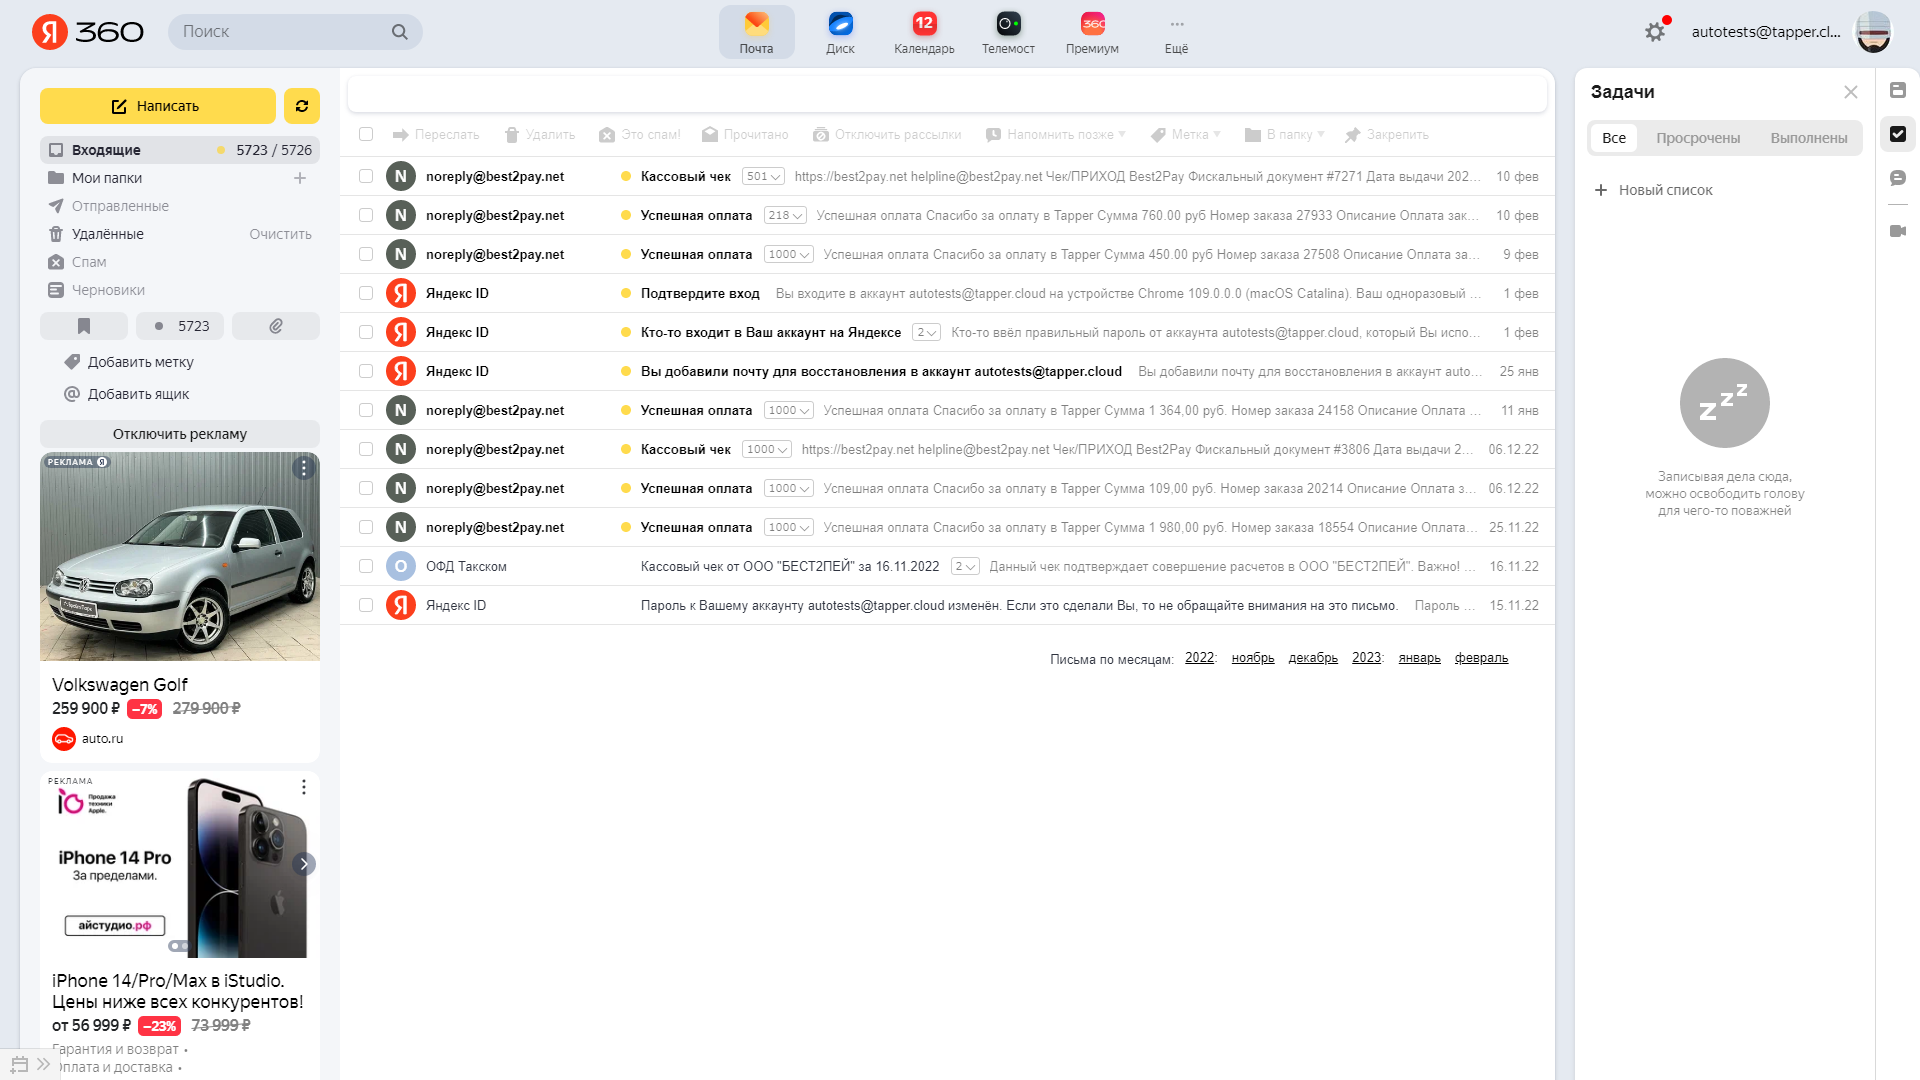 Я 360
Поиск
Почта
Диск
12
Календарь
Телемост
360
Премиум
Ещё
autotests@tapper.cl...
Написать
Входящие 5723 / 5726
Мои папки
Отправленные
Удалённые Очистить
Спам
Черновики
5723
Добавить метку
Добавить ящик
Отключить рекламу
РЕКЛАМА Я
Volkswagen Golf
259 900 ₽ –7% 279 900 ₽
auto.ru
РЕКЛАМА
Продажа
техники
Apple.
iPhone 14 Pro
За пределами.
айстудио.рф
iPhone 14/Pro/Max в iStudio.
Цены ниже всех конкурентов!
от 56 999 ₽ –23% 73 999 ₽
Гарантия и возврат •
Оплата и доставка •
Переслать Удалить Это спам! Прочитано Отключить рассылки Напомнить позже Метка В папку Закрепить
N noreply@best2pay.net Кассовый чек 501 https://best2pay.net helpline@best2pay.net Чек/ПРИХОД Best2Pay Фискальный документ #7271 Дата выдачи 202... 10 фев
N noreply@best2pay.net Успешная оплата 218 Успешная оплата Спасибо за оплату в Tapper Сумма 760.00 руб Номер заказа 27933 Описание Оплата зак... 10 фев
N noreply@best2pay.net Успешная оплата 1000 Успешная оплата Спасибо за оплату в Tapper Сумма 450.00 руб Номер заказа 27508 Описание Оплата за... 9 фев
Я Яндекс ID Подтвердите вход Вы входите в аккаунт autotests@tapper.cloud на устройстве Chrome 109.0.0.0 (macOS Catalina). Ваш одноразовый ... 1 фев
Я Яндекс ID Кто-то входит в Ваш аккаунт на Яндексе 2 Кто-то ввёл правильный пароль от аккаунта autotests@tapper.cloud, который Вы испо... 1 фев
Я Яндекс ID Вы добавили почту для восстановления в аккаунт autotests@tapper.cloud Вы добавили почту для восстановления в аккаунт auto... 25 янв
N noreply@best2pay.net Успешная оплата 1000 Успешная оплата Спасибо за оплату в Tapper Сумма 1 364,00 руб. Номер заказа 24158 Описание Оплата ... 11 янв
N noreply@best2pay.net Кассовый чек 1000 https://best2pay.net helpline@best2pay.net Чек/ПРИХОД Best2Pay Фискальный документ #3806 Дата выдачи 2... 06.12.22
N noreply@best2pay.net Успешная оплата 1000 Успешная оплата Спасибо за оплату в Tapper Сумма 109,00 руб. Номер заказа 20214 Описание Оплата з... 06.12.22
N noreply@best2pay.net Успешная оплата 1000 Успешная оплата Спасибо за оплату в Tapper Сумма 1 980,00 руб. Номер заказа 18554 Описание Оплата... 25.11.22
О ОФД Такском Кассовый чек от ООО "БЕСТ2ПЕЙ" за 16.11.2022 2 Данный чек подтверждает совершение расчетов в ООО "БЕСТ2ПЕЙ". Важно! ... 16.11.22
Я Яндекс ID Пароль к Вашему аккаунту autotests@tapper.cloud изменён. Если это сделали Вы, то не обращайте внимания на это письмо. Пароль ... 15.11.22
Письма по месяцам: 2022: ноябрь декабрь 2023: январь февраль
Задачи
Все Просрочены Выполнены
Новый список
z z z
Записывая дела сюда,
можно освободить голову
для чего-то поважней